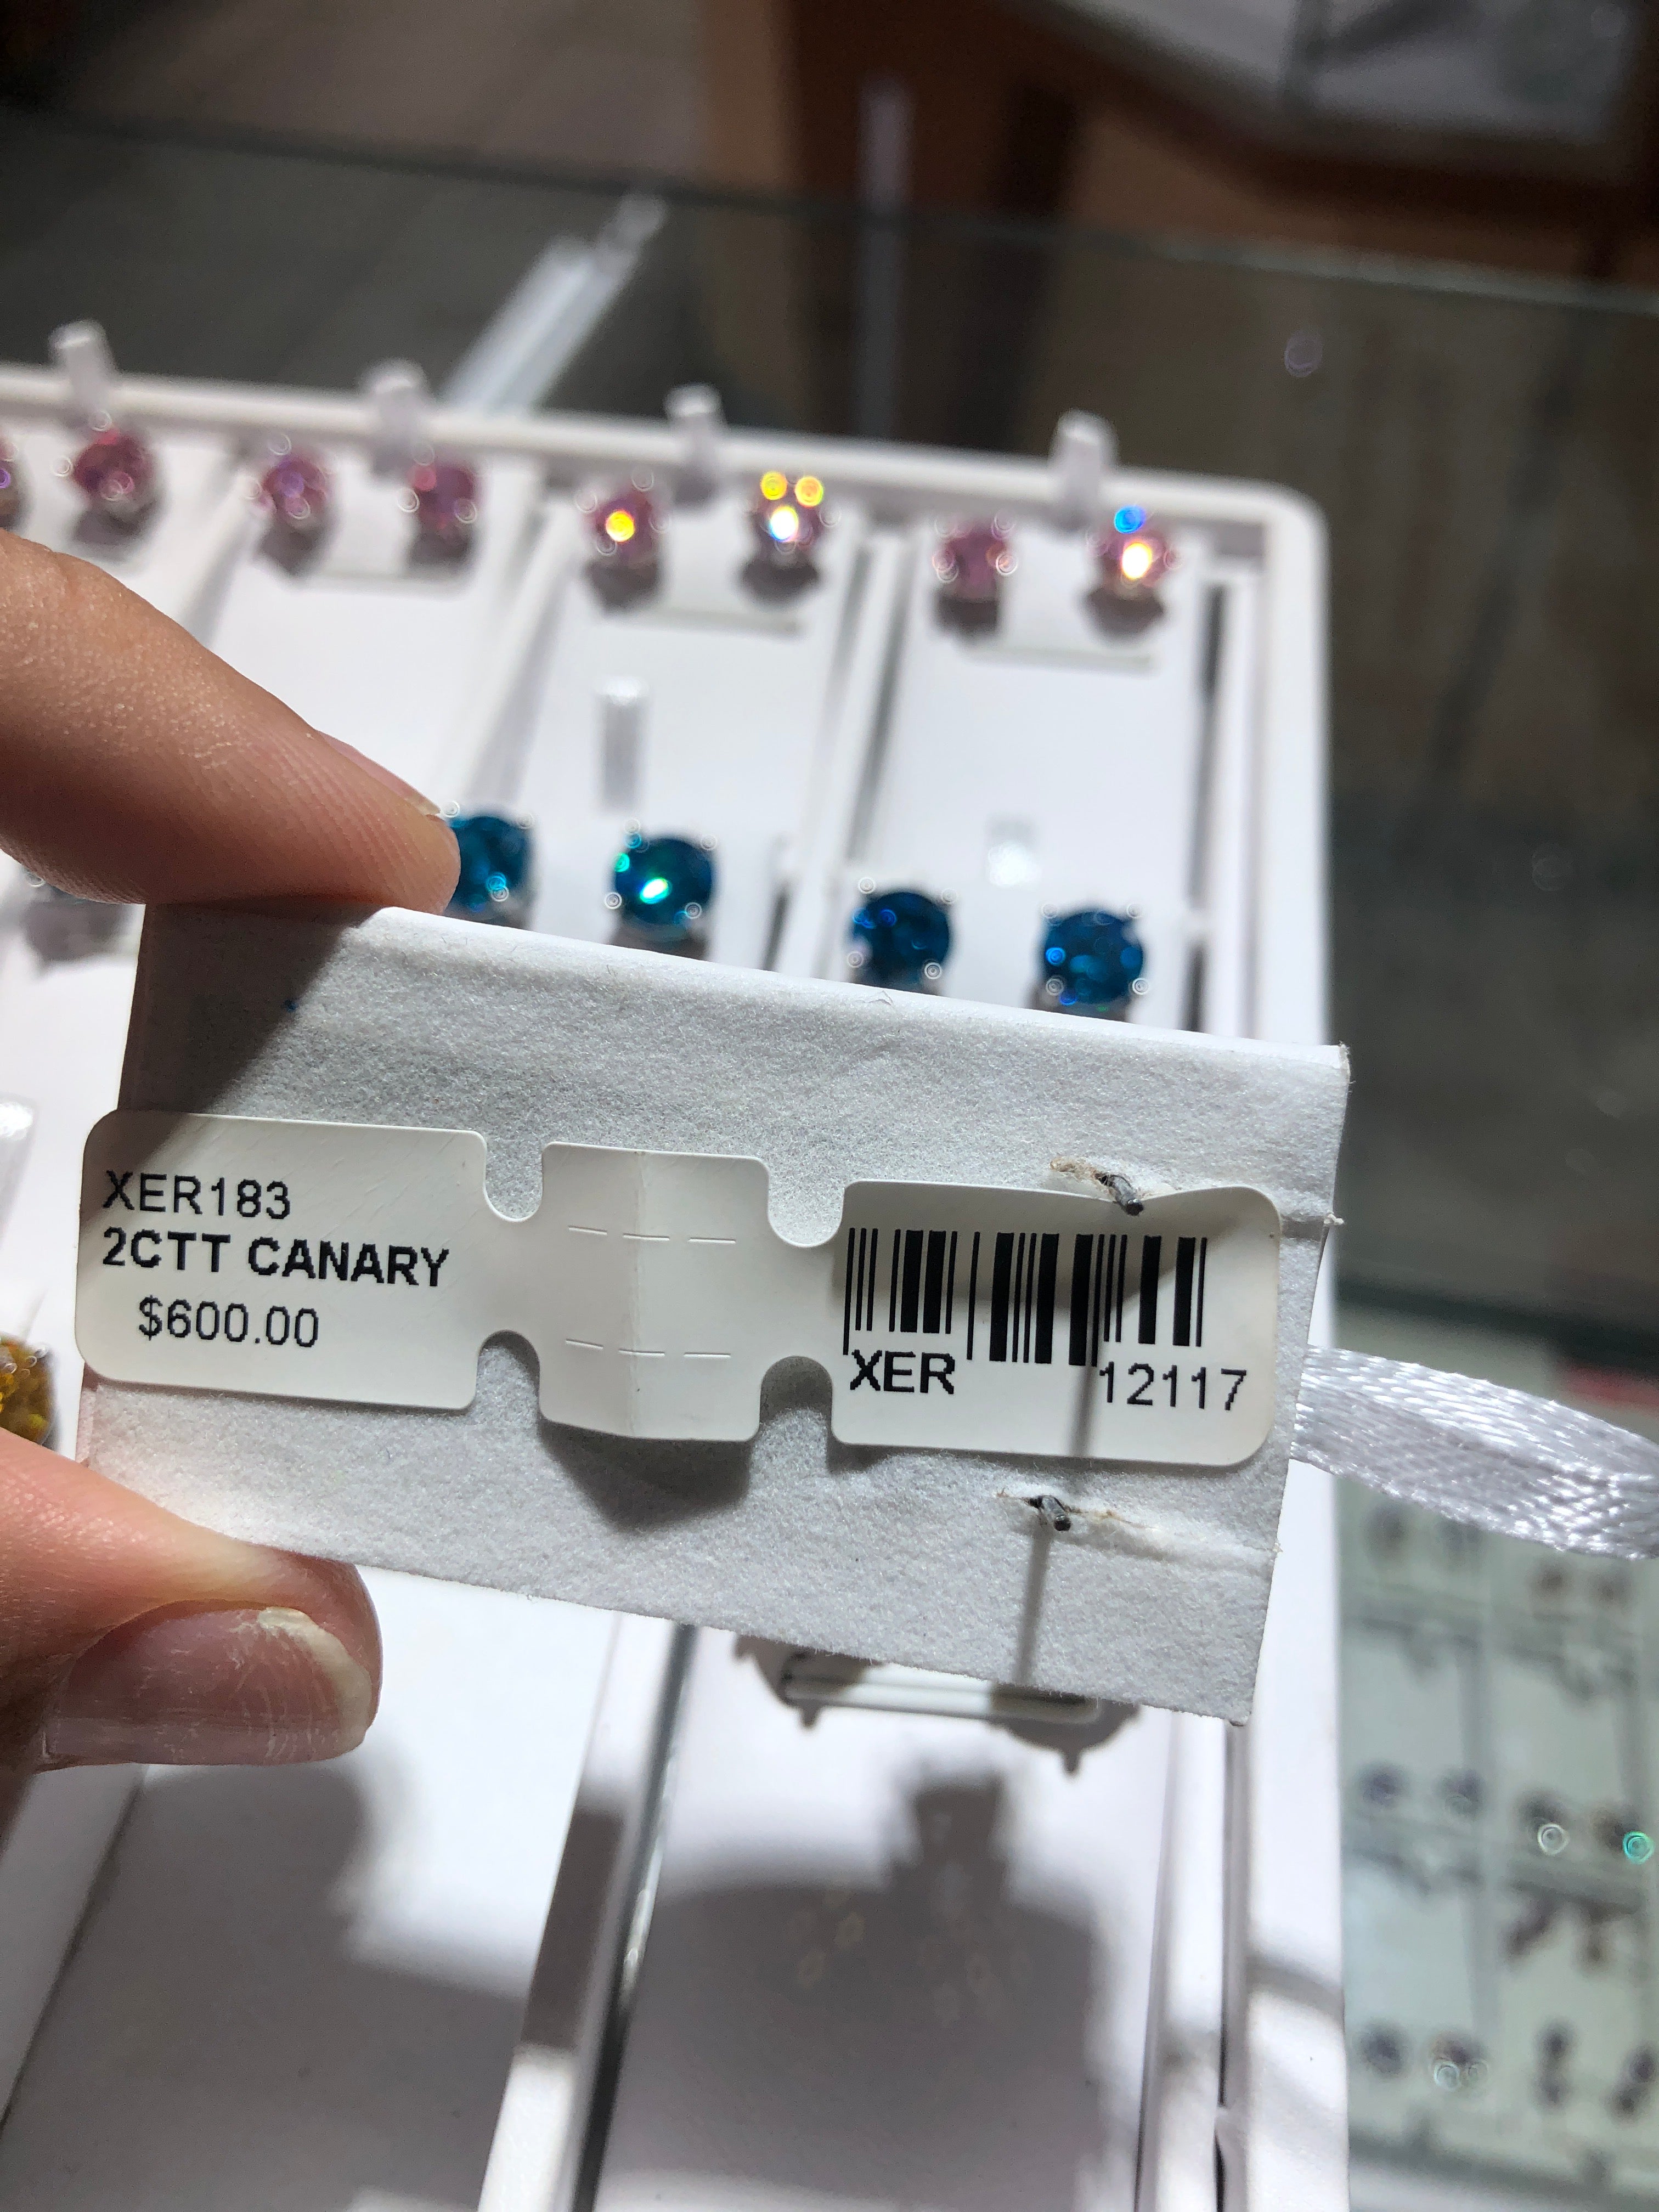 XER183
2CTT CANARY
$600.00
XER 12117